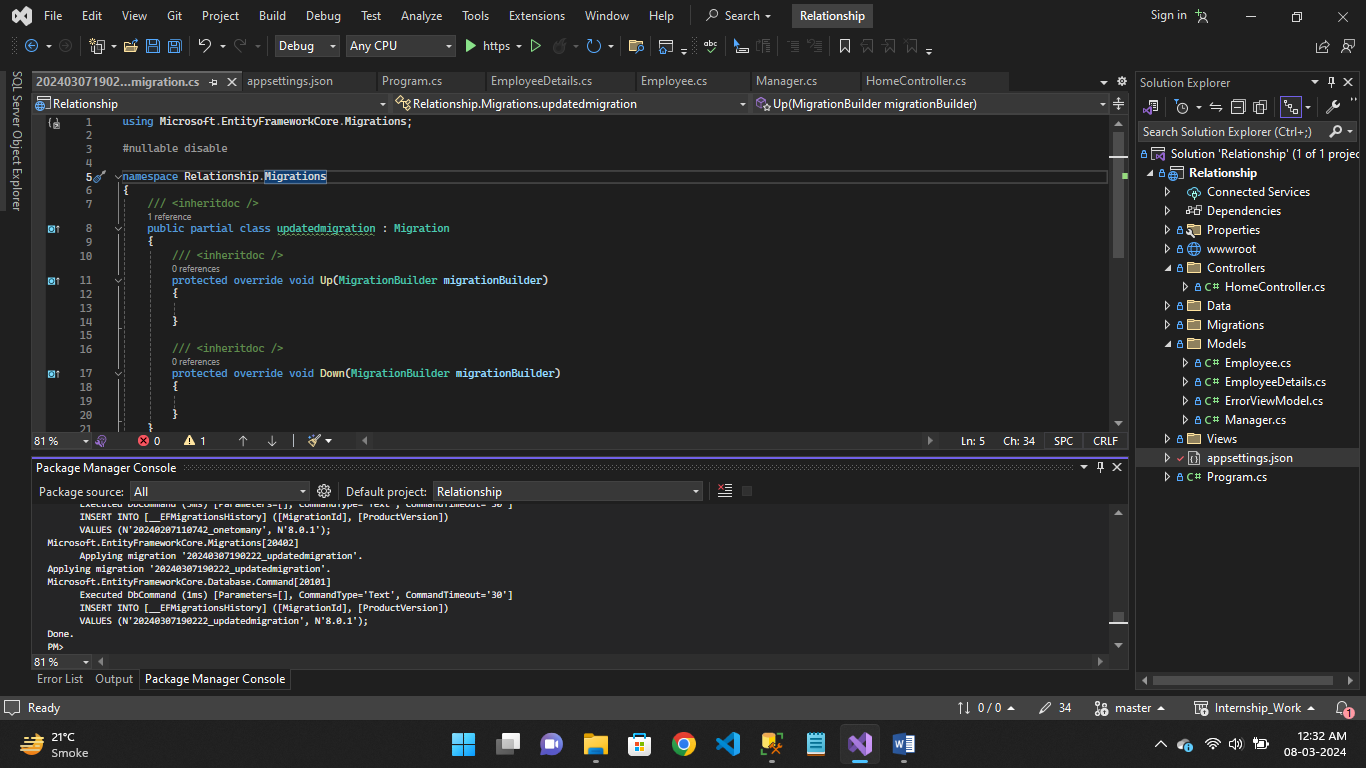 File Edit View Git Project Build Debug Test Analyze Tools Extensions Window Help Search Relationship Sign in
Debug Any CPU https
SQL Server Object Explorer
202403071902...migration.cs appsettings.json Program.cs EmployeeDetails.cs Employee.cs Manager.cs HomeController.cs
Relationship Relationship.Migrations.updatedmigration Up(MigrationBuilder migrationBuilder)
1 using Microsoft.EntityFrameworkCore.Migrations;
2
3 #nullable disable
4
5 namespace Relationship.Migrations
6 {
7 /// <inheritdoc />
1 reference
8 public partial class updatedmigration : Migration
9 {
10 /// <inheritdoc />
0 references
11 protected override void Up(MigrationBuilder migrationBuilder)
12 {
13
14 }
15
16 /// <inheritdoc />
0 references
17 protected override void Down(MigrationBuilder migrationBuilder)
18 {
19
20 }
21 }
81 % 0 1 Ln: 5 Ch: 34 SPC CRLF
Package Manager Console
Package source: All Default project: Relationship
Executed DbCommand (3ms) [Parameters=[], CommandType='Text', CommandTimeout='30']
INSERT INTO [__EFMigrationsHistory] ([MigrationId], [ProductVersion])
VALUES (N'20240207110742_onetomany', N'8.0.1');
Microsoft.EntityFrameworkCore.Migrations[20402]
Applying migration '20240307190222_updatedmigration'.
Applying migration '20240307190222_updatedmigration'.
Microsoft.EntityFrameworkCore.Database.Command[20101]
Executed DbCommand (1ms) [Parameters=[], CommandType='Text', CommandTimeout='30']
INSERT INTO [__EFMigrationsHistory] ([MigrationId], [ProductVersion])
VALUES (N'20240307190222_updatedmigration', N'8.0.1');
Done.
PM>
81 %
Error List Output Package Manager Console
Solution Explorer
Search Solution Explorer (Ctrl+;)
Solution 'Relationship' (1 of 1 projec
Relationship
Connected Services
Dependencies
Properties
wwwroot
Controllers
C# HomeController.cs
Data
Migrations
Models
C# Employee.cs
C# EmployeeDetails.cs
C# ErrorViewModel.cs
C# Manager.cs
Views
appsettings.json
C# Program.cs
Ready 0 / 0 34 master Internship_Work 1
21°C
Smoke
12:32 AM
08-03-2024